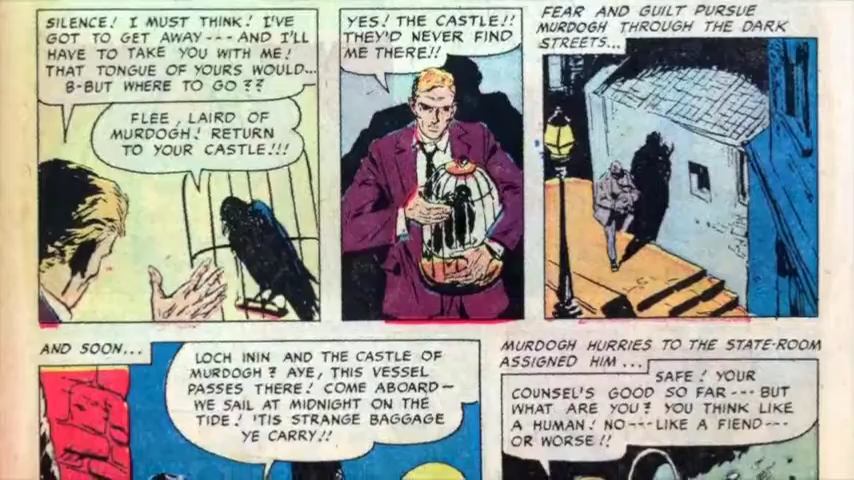 SILENCE! I MUST THINK! I'VE
GOT TO GET AWAY --- AND I'LL
HAVE TO TAKE YOU WITH ME!
THAT TONGUE OF YOURS WOULD...
B-BUT WHERE TO GO??
FLEE, LAIRD OF
MURDOGH! RETURN
TO YOUR CASTLE!!!
YES! THE CASTLE!!
THEY'D NEVER FIND
ME THERE!!
FEAR AND GUILT PURSUE
MURDOGH THROUGH THE DARK
STREETS...
AND SOON...
LOCH ININ AND THE CASTLE OF
MURDOGH? AYE, THIS VESSEL
PASSES THERE! COME ABOARD—
WE SAIL AT MIDNIGHT ON THE
TIDE! 'TIS STRANGE BAGGAGE
YE CARRY!!
MURDOGH HURRIES TO THE STATE-ROOM
ASSIGNED HIM...
SAFE! YOUR
COUNSEL'S GOOD SO FAR --- BUT
WHAT ARE YOU? YOU THINK LIKE
A HUMAN! NO---LIKE A FIEND---
OR WORSE!!